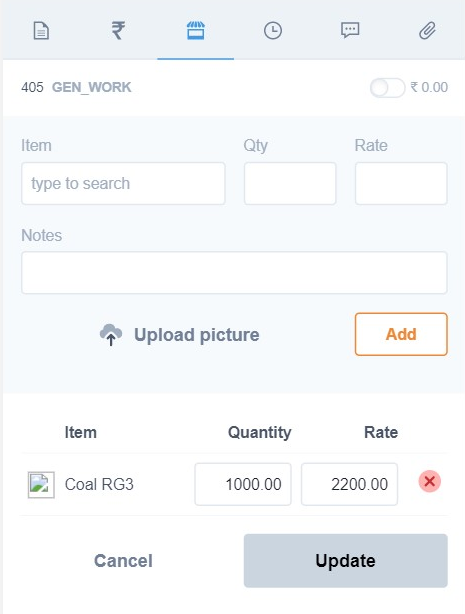 ₹
405 GEN_WORK ₹ 0.00
Item Qty Rate
type to search
Notes
Upload picture Add
Item Quantity Rate
Coal RG3 1000.00 2200.00
Cancel Update